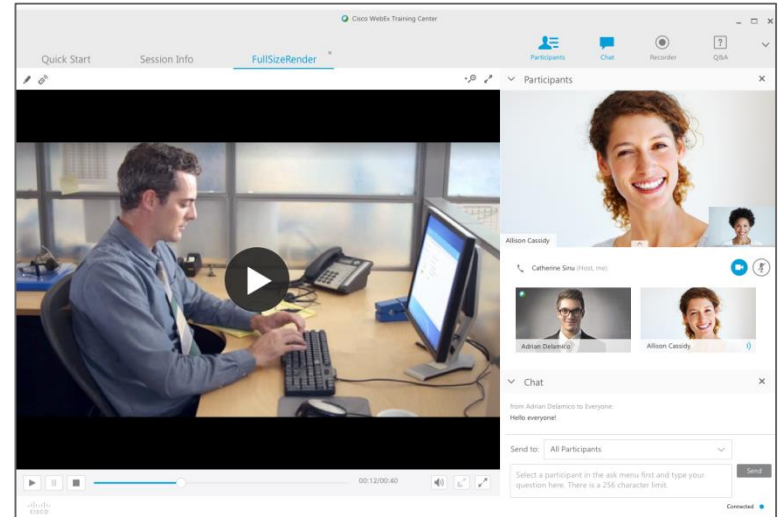 Cisco WebEx Training Center
Quick Start
Session Info
FullSizeRender
Participants
Chat
Recorder
Q&A
Participants
Allison Cassidy
Catherine Sinu (Host, me)
Adrian Delamico
Allison Cassidy
Chat
from Adrian Delamico to Everyone:
Hello everyone!
Send to: All Participants
Select a participant in the ask menu first and type your
question here. There is a 256 character limit.
Send
00:12/00:40
Connected
CISCO